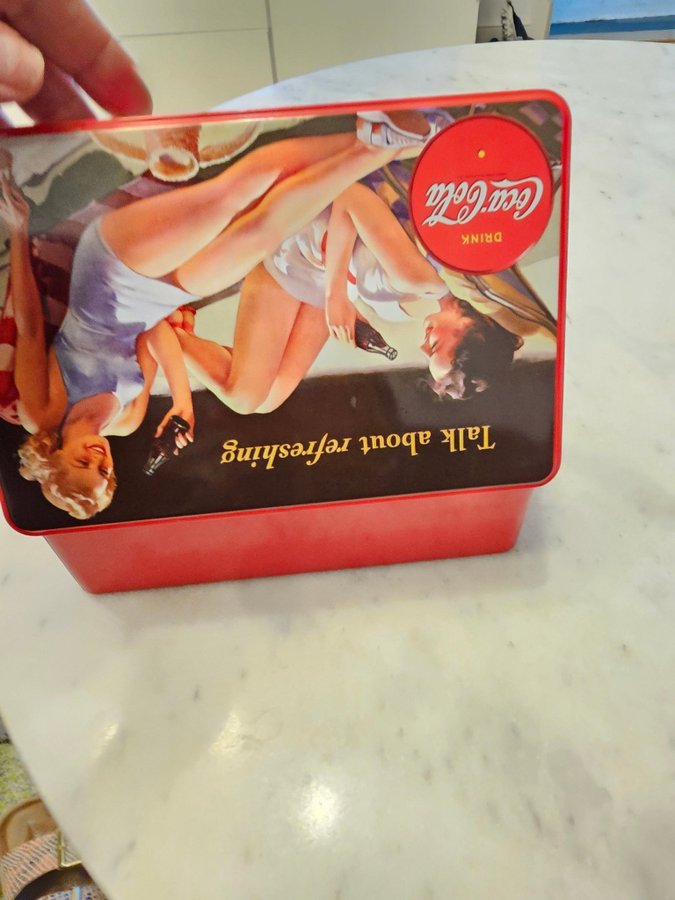 Talk about refreshing
DRINK
Coca-Cola